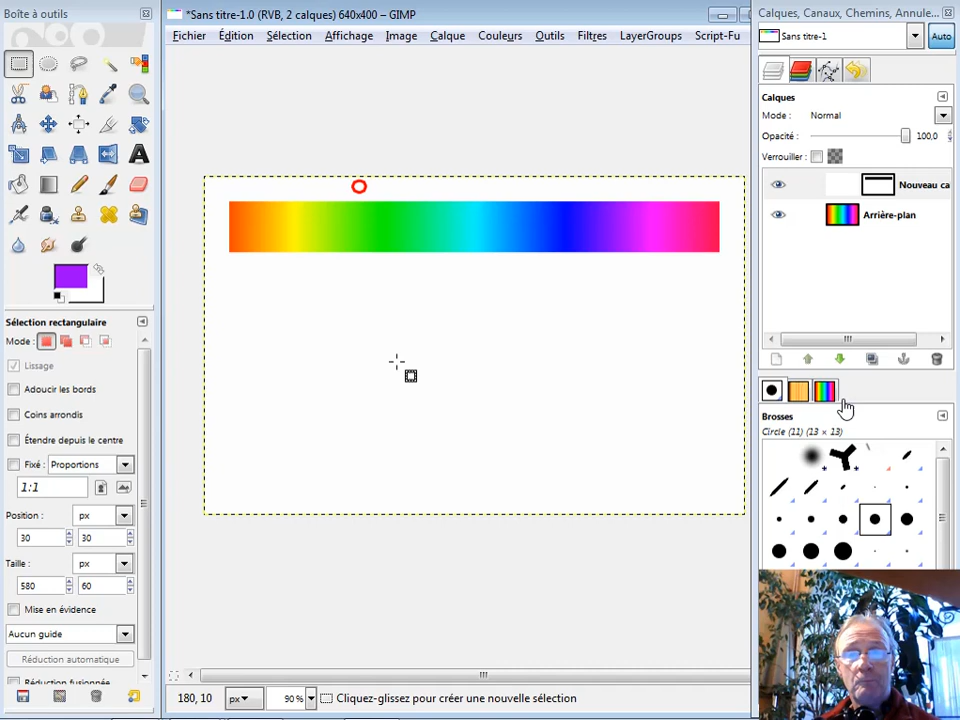 Boîte à outils
*Sans titre-1.0 (RVB, 2 calques) 640x400 – GIMP
Calques, Canaux, Chemins, Annule...
Fichier Édition Sélection Affichage Image Calque Couleurs Outils Filtres LayerGroups Script-Fu
Sans titre-1
Auto
Calques
Mode : Normal
Opacité : 100,0
Verrouiller :
Nouveau ca
Arrière-plan
Sélection rectangulaire
Mode :
Lissage
Adoucir les bords
Coins arrondis
Étendre depuis le centre
Fixé : Proportions
1:1
Position : px
30 30
Taille : px
580 60
Mise en évidence
Aucun guide
Réduction automatique
Réduction fusionnée
Brosses
Circle (11) (13 × 13)
180, 10 px 90 % Cliquez-glissez pour créer une nouvelle sélection